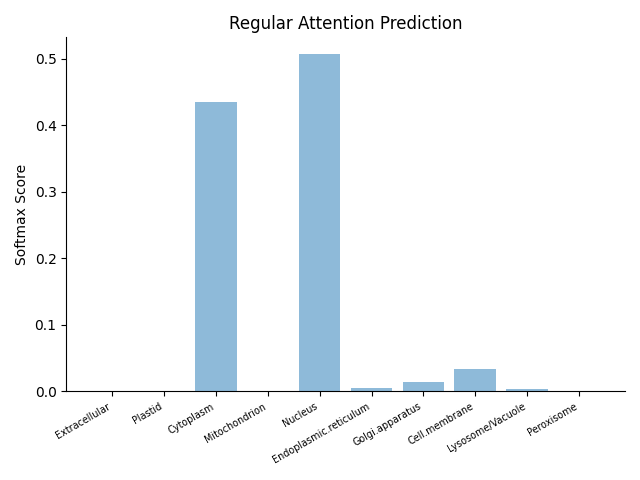 Regular Attention Prediction
Softmax Score
0.5
0.4
0.3
0.2
0.1
0.0
Extracellular
Plastid
Cytoplasm
Mitochondrion
Nucleus
Endoplasmic.reticulum
Golgi.apparatus
Cell.membrane
Lysosome/Vacuole
Peroxisome